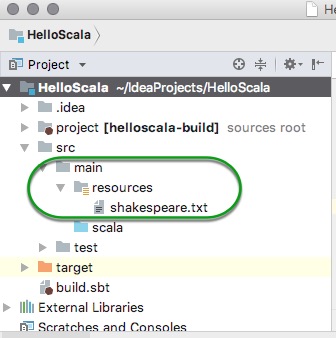 He
HelloScala
Project
HelloScala ~/IdeaProjects/HelloScala
.idea
project [helloscala-build] sources root
src
main
resources
shakespeare.txt
scala
test
target
build.sbt
External Libraries
Scratches and Consoles